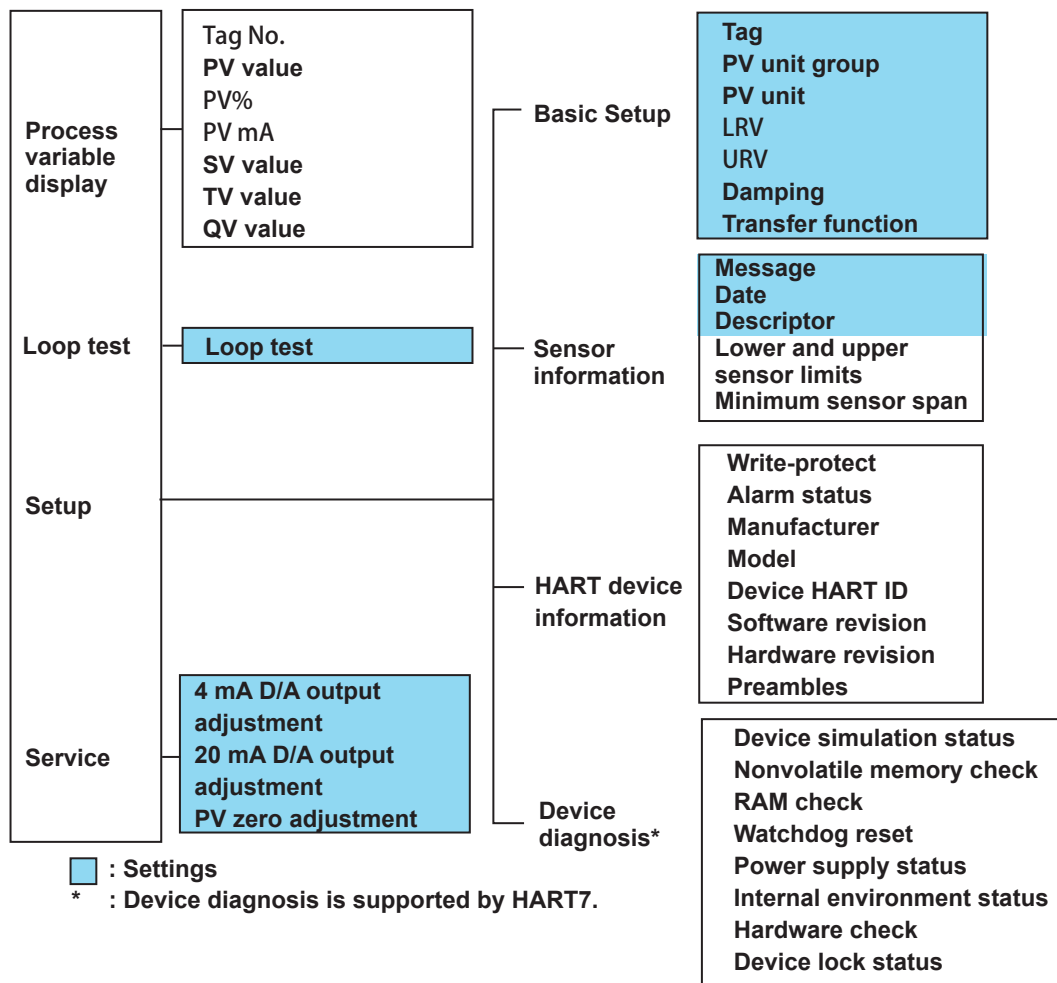 Process
variable
display
Tag No.
PV value
PV%
PV mA
SV value
TV value
QV value
Loop test
Loop test
Setup
Basic Setup
Tag
PV unit group
PV unit
LRV
URV
Damping
Transfer function
Sensor
information
Message
Date
Descriptor
Lower and upper
sensor limits
Minimum sensor span
HART device
information
Write-protect
Alarm status
Manufacturer
Model
Device HART ID
Software revision
Hardware revision
Preambles
Device
diagnosis*
Device simulation status
Nonvolatile memory check
RAM check
Watchdog reset
Power supply status
Internal environment status
Hardware check
Device lock status
Service
4 mA D/A output
adjustment
20 mA D/A output
adjustment
PV zero adjustment
: Settings
* : Device diagnosis is supported by HART7.